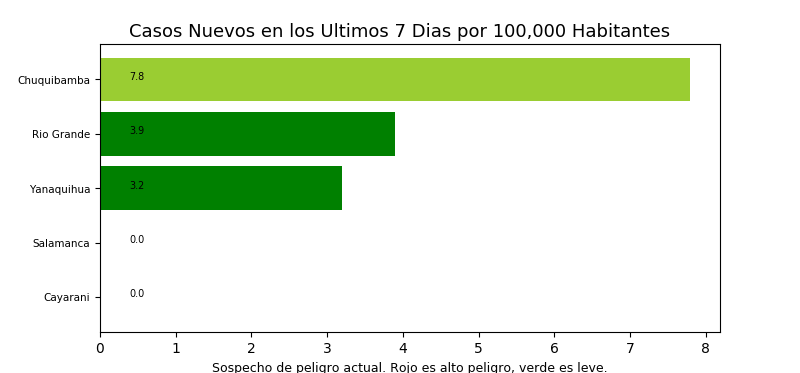 Casos Nuevos en los Ultimos 7 Dias por 100,000 Habitantes
Chuquibamba 7.8
Rio Grande 3.9
Yanaquihua 3.2
Salamanca 0.0
Cayarani 0.0
0 1 2 3 4 5 6 7 8
Sospecho de peligro actual. Rojo es alto peligro, verde es leve.